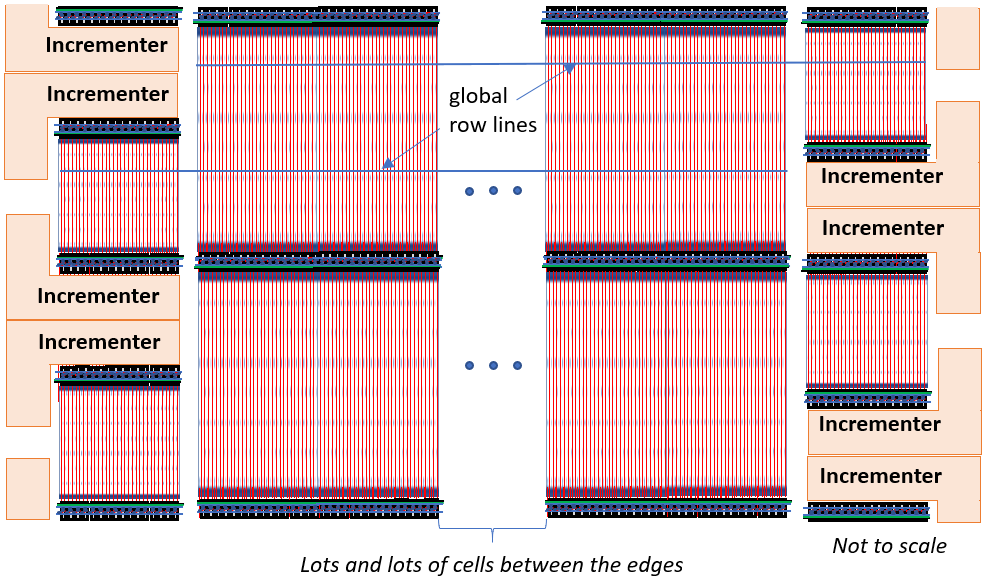 Incrementer
Incrementer
global
row lines
Incrementer
Incrementer
Incrementer
Incrementer
Incrementer
Incrementer
Not to scale
Lots and lots of cells between the edges